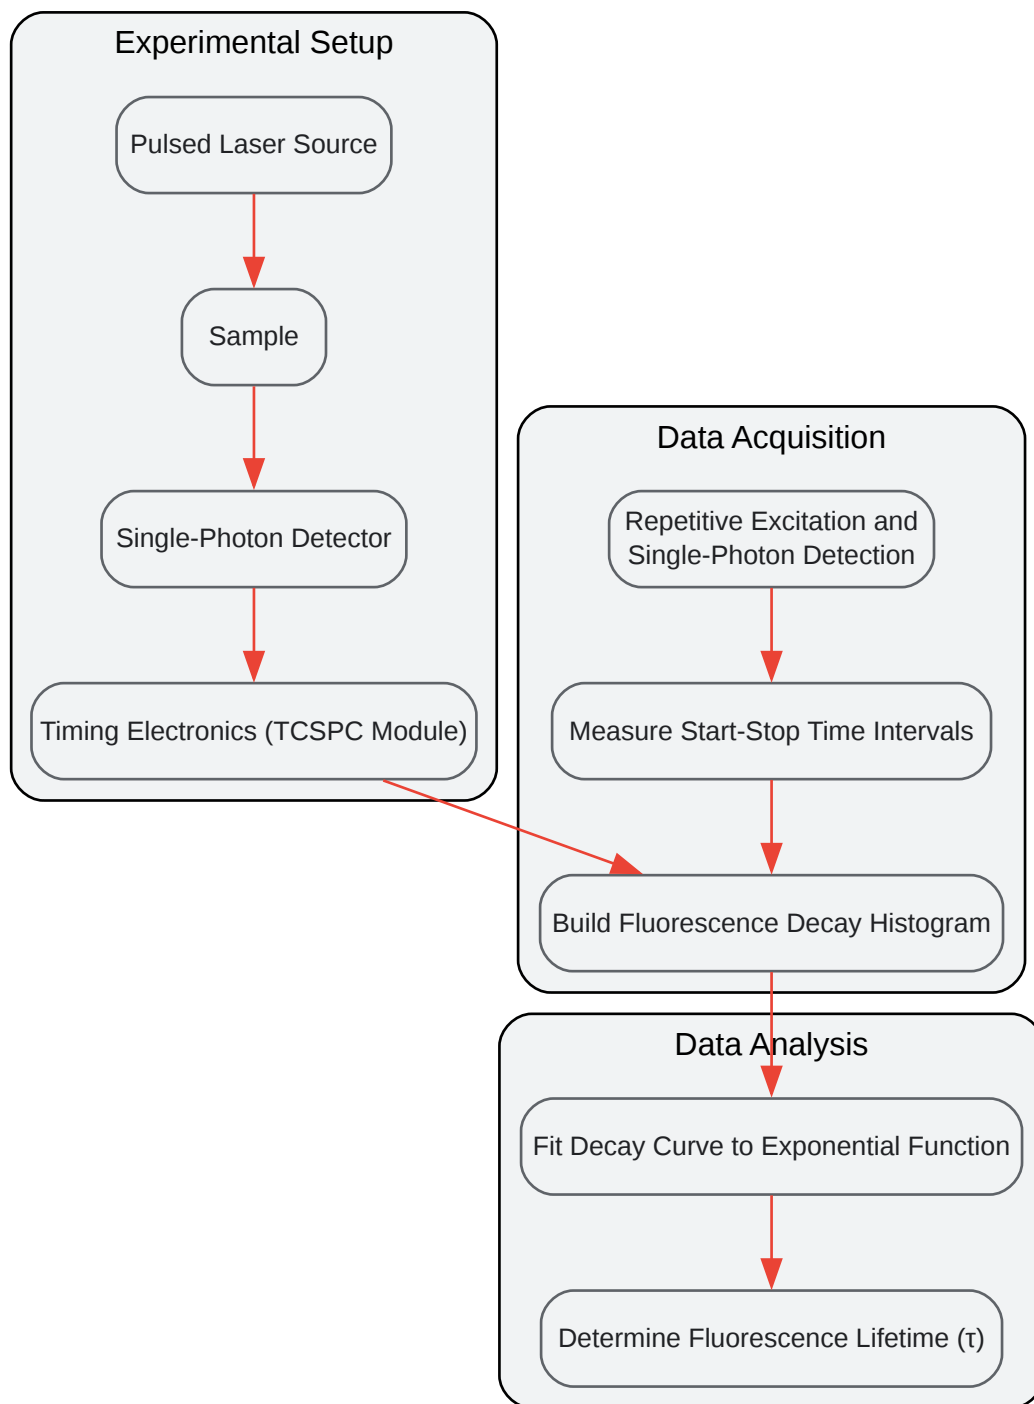 Experimental Setup
Pulsed Laser Source
Sample
Single-Photon Detector
Timing Electronics (TCSPC Module)
Data Acquisition
Repetitive Excitation and
Single-Photon Detection
Measure Start-Stop Time Intervals
Build Fluorescence Decay Histogram
Data Analysis
Fit Decay Curve to Exponential Function
Determine Fluorescence Lifetime (τ)